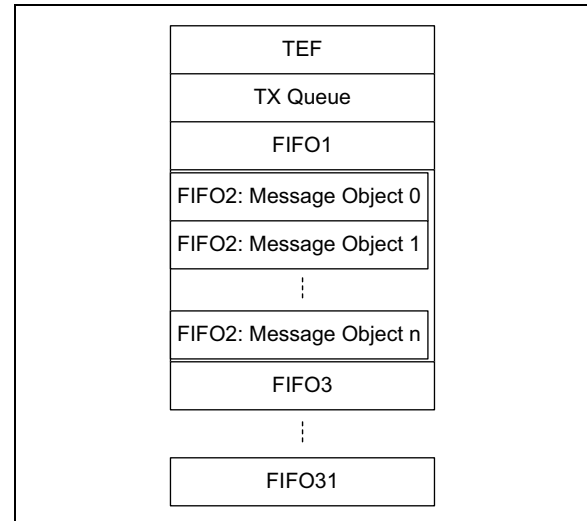 TEF
TX Queue
FIFO1
FIFO2: Message Object 0
FIFO2: Message Object 1
FIFO2: Message Object n
FIFO3
FIFO31